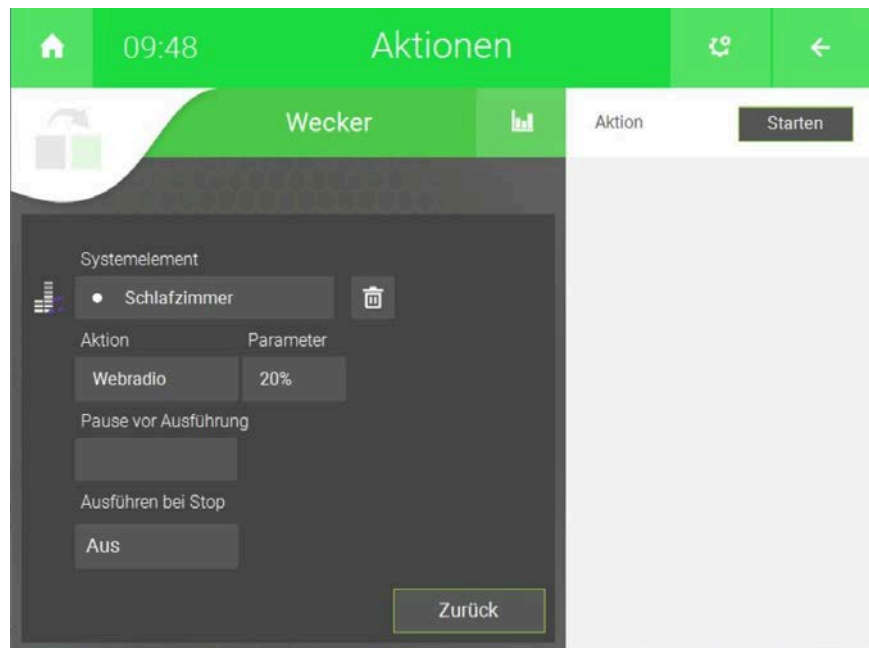 09:48 Aktionen
Wecker
Aktion Starten
Systemelement
Schlafzimmer
Aktion Parameter
Webradio 20%
Pause vor Ausführung
Ausführen bei Stop
Aus
Zurück